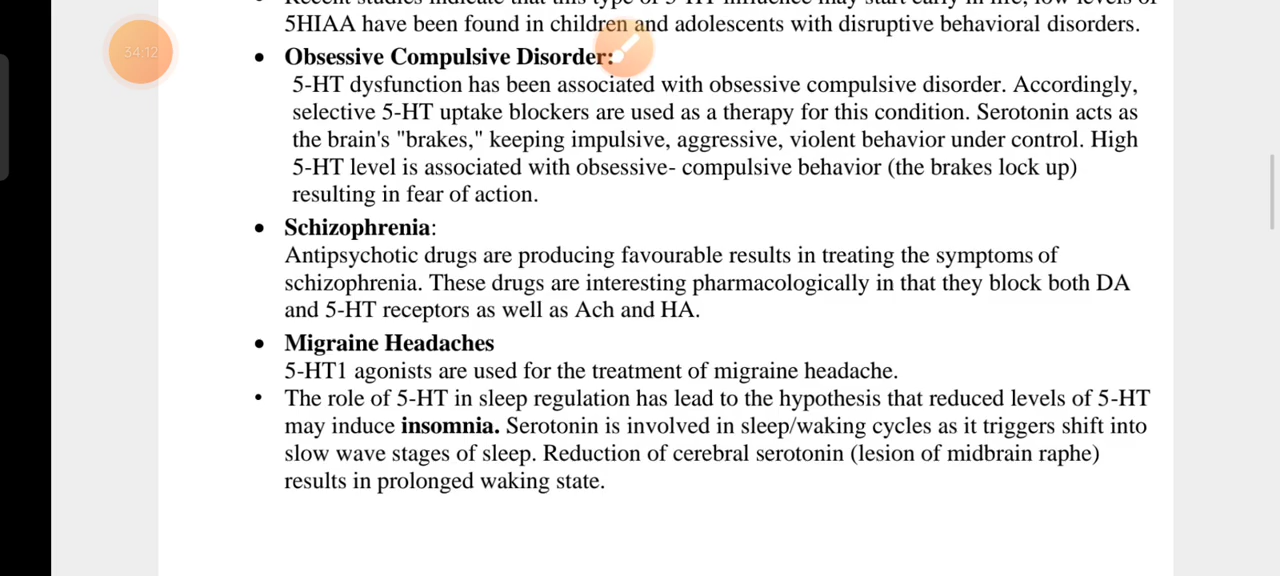 5HIAA have been found in children and adolescents with disruptive behavioral disorders.
34:12
• Obsessive Compulsive Disorder:
5-HT dysfunction has been associated with obsessive compulsive disorder. Accordingly,
selective 5-HT uptake blockers are used as a therapy for this condition. Serotonin acts as
the brain's "brakes," keeping impulsive, aggressive, violent behavior under control. High
5-HT level is associated with obsessive- compulsive behavior (the brakes lock up)
resulting in fear of action.
• Schizophrenia:
Antipsychotic drugs are producing favourable results in treating the symptoms of
schizophrenia. These drugs are interesting pharmacologically in that they block both DA
and 5-HT receptors as well as Ach and HA.
• Migraine Headaches
5-HT1 agonists are used for the treatment of migraine headache.
• The role of 5-HT in sleep regulation has lead to the hypothesis that reduced levels of 5-HT
may induce insomnia. Serotonin is involved in sleep/waking cycles as it triggers shift into
slow wave stages of sleep. Reduction of cerebral serotonin (lesion of midbrain raphe)
results in prolonged waking state.